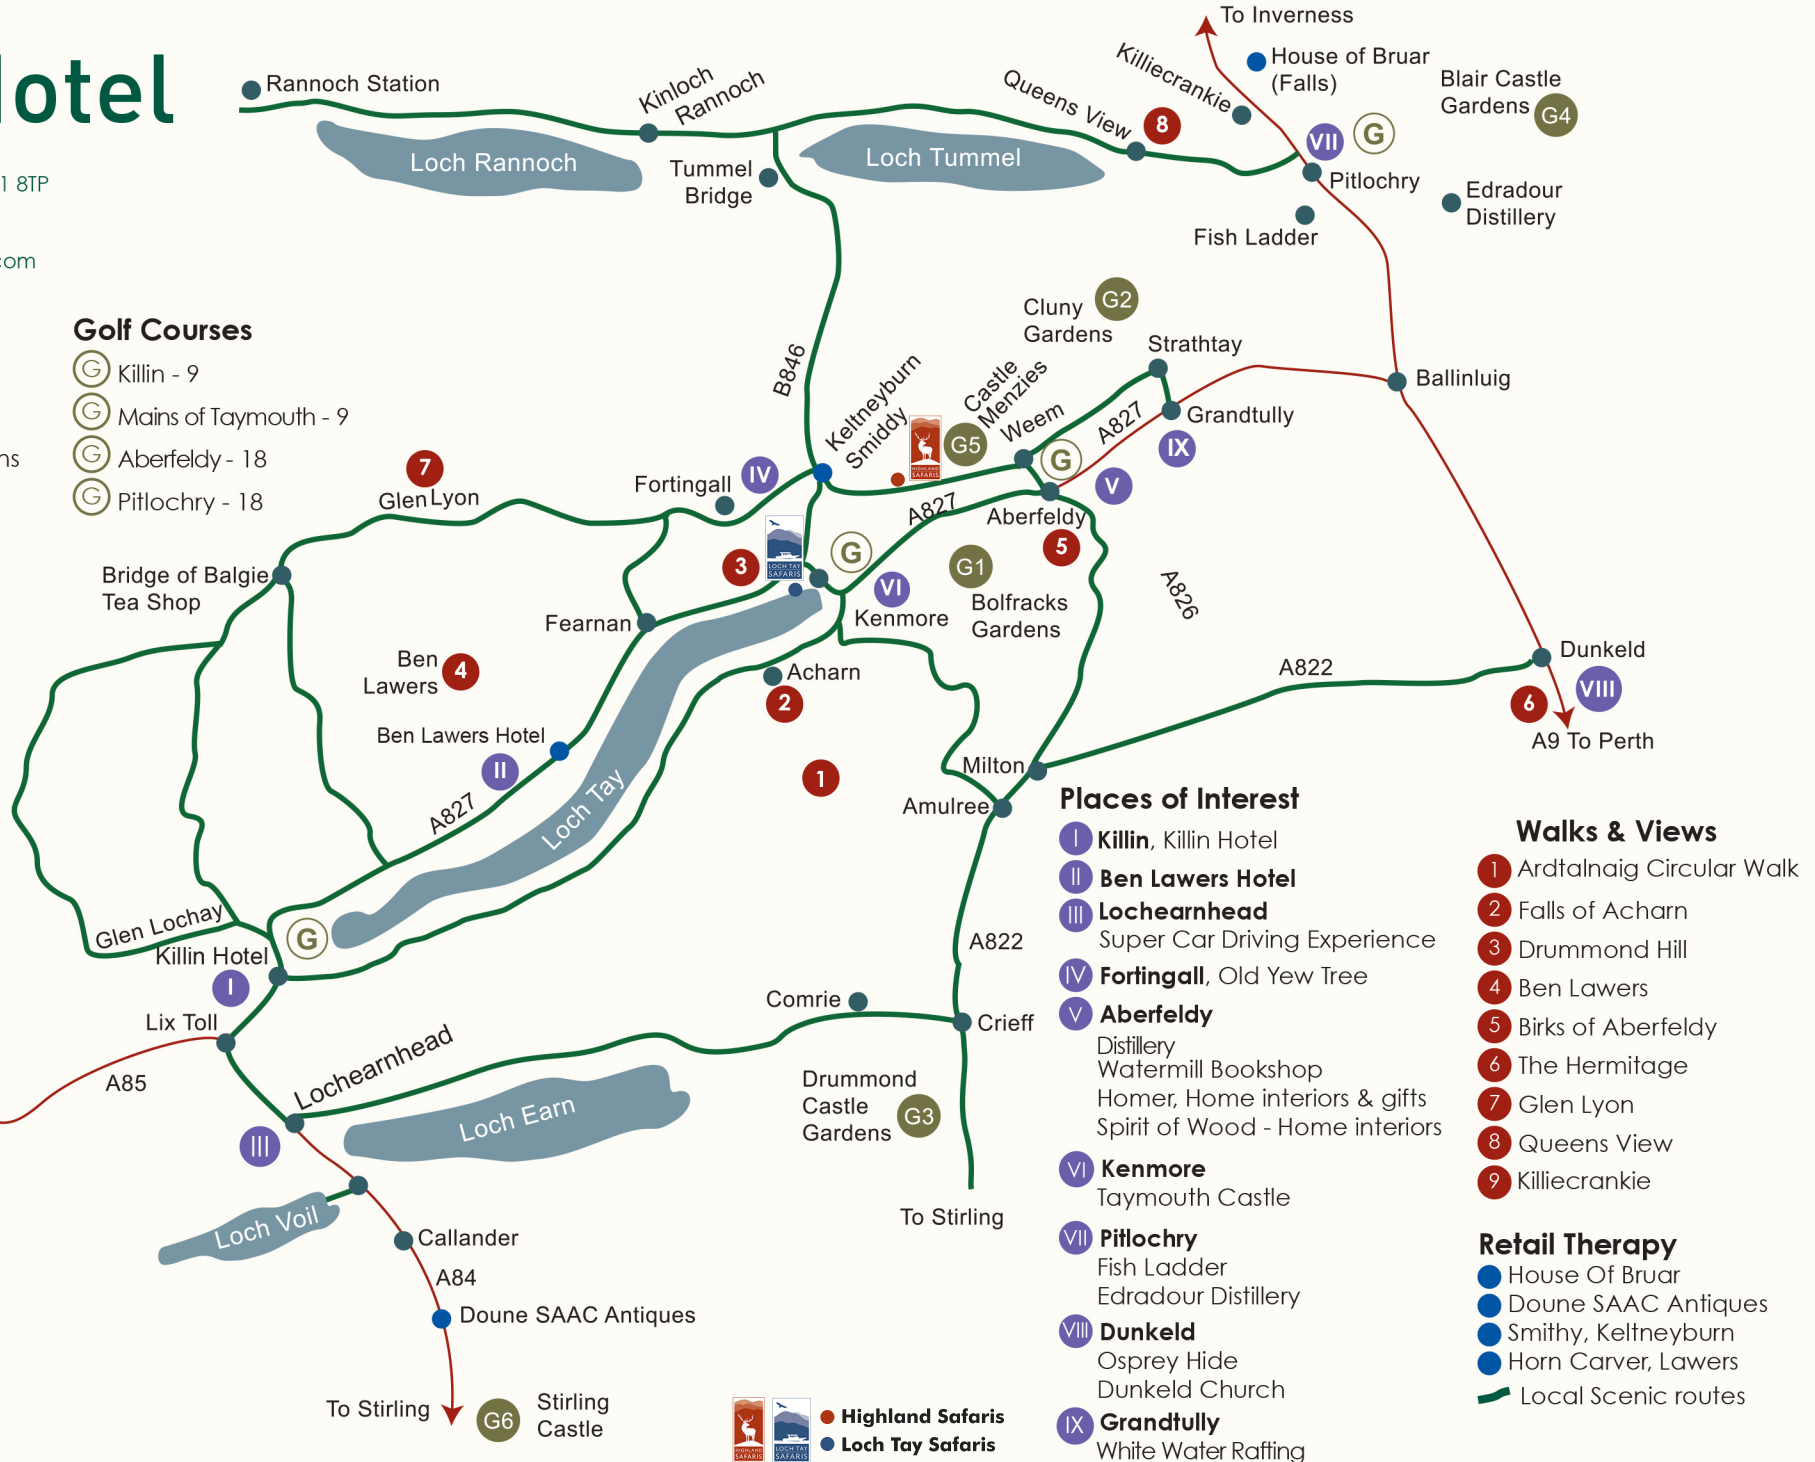 otel
1 8TP
com
ns
To Inverness
House of Bruar
(Falls)
Killiecrankie
Blair Castle
Gardens
G4
Rannoch Station
Kinloch
Rannoch
Queens View
8
VII
G
Loch Rannoch
Loch Tummel
Tummel
Bridge
Pitlochry
Edradour
Distillery
Fish Ladder
Cluny
Gardens
G2
Golf Courses
G Killin - 9
G Mains of Taymouth - 9
G Aberfeldy - 18
G Pitlochry - 18
B846
Strathtay
Ballinluig
Keltneyburn
Smiddy
HIGHLAND
SAFARIS
G5
Castle
Menzies
Weem
G
A827
Grandtully
IX
V
7
Glen Lyon
Fortingall
IV
A827
Aberfeldy
5
3
LOCH TAY
SAFARIS
G
VI
Kenmore
G1
Bolfracks
Gardens
A826
Bridge of Balgie
Tea Shop
Fearnan
Ben
Lawers
4
Acharn
2
Ben Lawers Hotel
II
A827
Loch Tay
1
Dunkeld
VIII
6
A822
A9 To Perth
Milton
Amulree
Glen Lochay
G
Killin Hotel
I
Lix Toll
A85
A822
Comrie
Crieff
Lochearnhead
III
Loch Earn
Drummond
Castle
Gardens
G3
Loch Voil
Callander
A84
To Stirling
Doune SAAC Antiques
To Stirling
G6
Stirling
Castle
HIGHLAND
SAFARIS
LOCH TAY
SAFARIS
Highland Safaris
Loch Tay Safaris
Places of Interest
I Killin, Killin Hotel
II Ben Lawers Hotel
III Lochearnhead
Super Car Driving Experience
IV Fortingall, Old Yew Tree
V Aberfeldy
Distillery
Watermill Bookshop
Homer, Home interiors & gifts
Spirit of Wood - Home interiors
VI Kenmore
Taymouth Castle
VII Pitlochry
Fish Ladder
Edradour Distillery
VIII Dunkeld
Osprey Hide
Dunkeld Church
IX Grandtully
White Water Rafting
Walks & Views
1 Ardtalnaig Circular Walk
2 Falls of Acharn
3 Drummond Hill
4 Ben Lawers
5 Birks of Aberfeldy
6 The Hermitage
7 Glen Lyon
8 Queens View
9 Killiecrankie
Retail Therapy
House Of Bruar
Doune SAAC Antiques
Smithy, Keltneyburn
Horn Carver, Lawers
Local Scenic routes